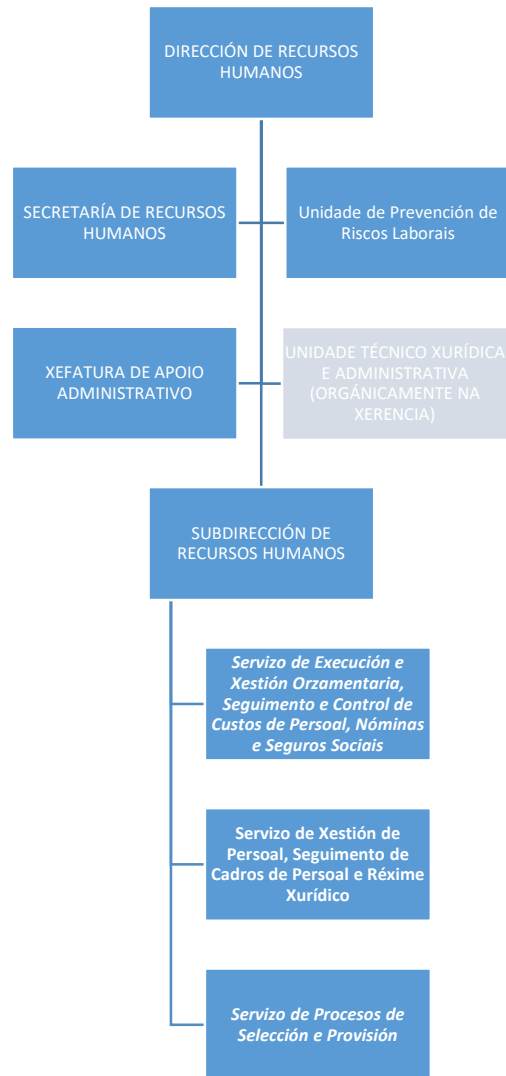 DIRECCIÓN DE RECURSOS
HUMANOS
SECRETARÍA DE RECURSOS
HUMANOS
Unidade de Prevención de
Riscos Laborais
XEFATURA DE APOIO
ADMINISTRATIVO
UNIDADE TÉCNICO XURÍDICA
E ADMINISTRATIVA
(ORGÁNICAMENTE NA
XERENCIA)
SUBDIRECCIÓN DE
RECURSOS HUMANOS
Servizo de Execución e
Xestión Orzamentaria,
Seguimento e Control de
Custos de Persoal, Nóminas
e Seguros Sociais
Servizo de Xestión de
Persoal, Seguimento de
Cadros de Persoal e Réxime
Xurídico
Servizo de Procesos de
Selección e Provisión